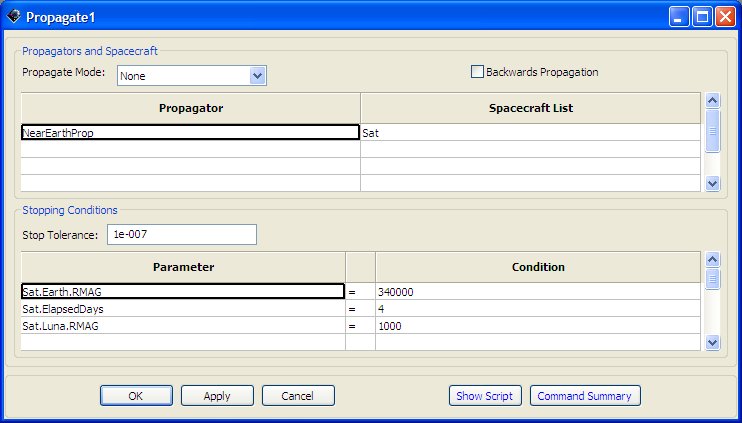 Propagate1
Propagators and Spacecraft
Propagate Mode: None Backwards Propagation
Propagator Spacecraft List
NearEarthProp Sat
Stopping Conditions
Stop Tolerance: 1e-007
Parameter Condition
Sat.Earth.RMAG = 340000
Sat.ElapsedDays = 4
Sat.Luna.RMAG = 1000
OK Apply Cancel Show Script Command Summary